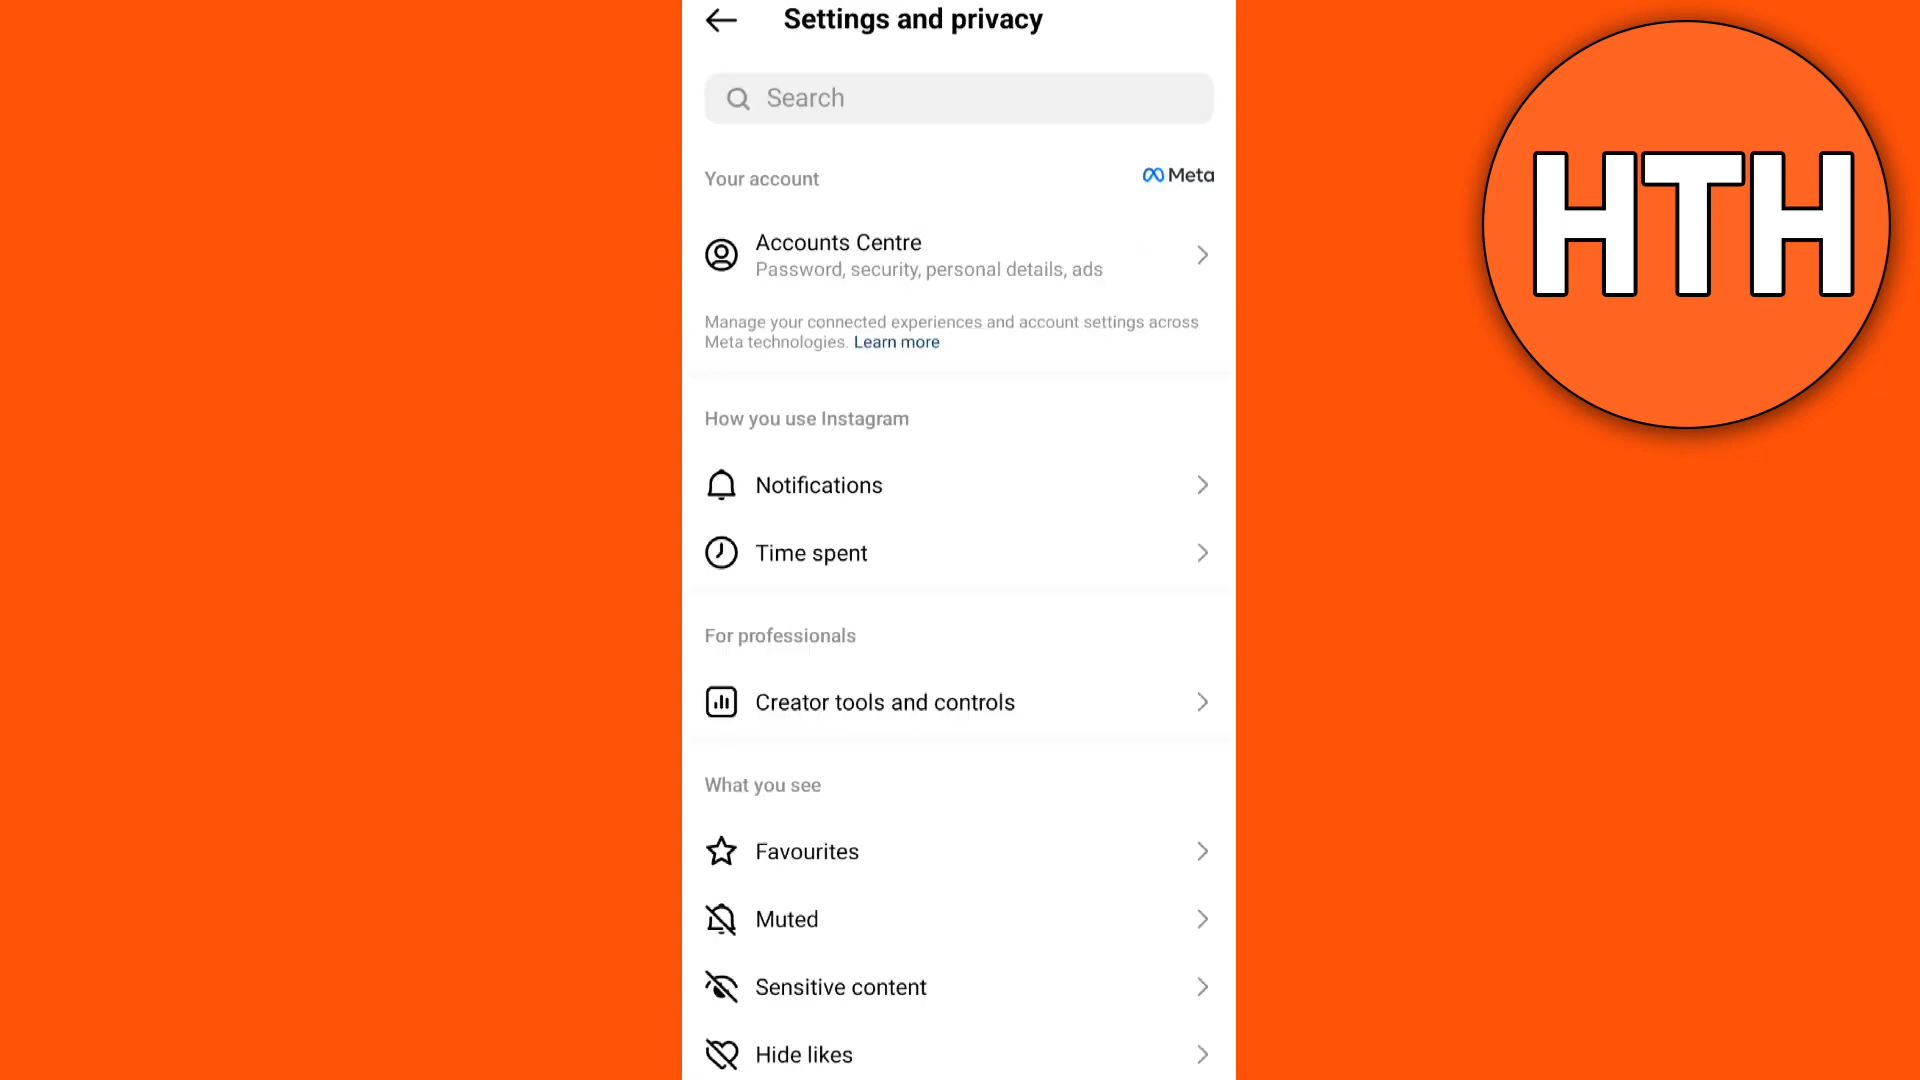 Settings and privacy
Search
Your account
Meta
Accounts Centre
Password, security, personal details, ads
Manage your connected experiences and account settings across
Meta technologies. Learn more
How you use Instagram
Notifications
Time spent
For professionals
Creator tools and controls
What you see
Favourites
Muted
Sensitive content
Hide likes
HTH